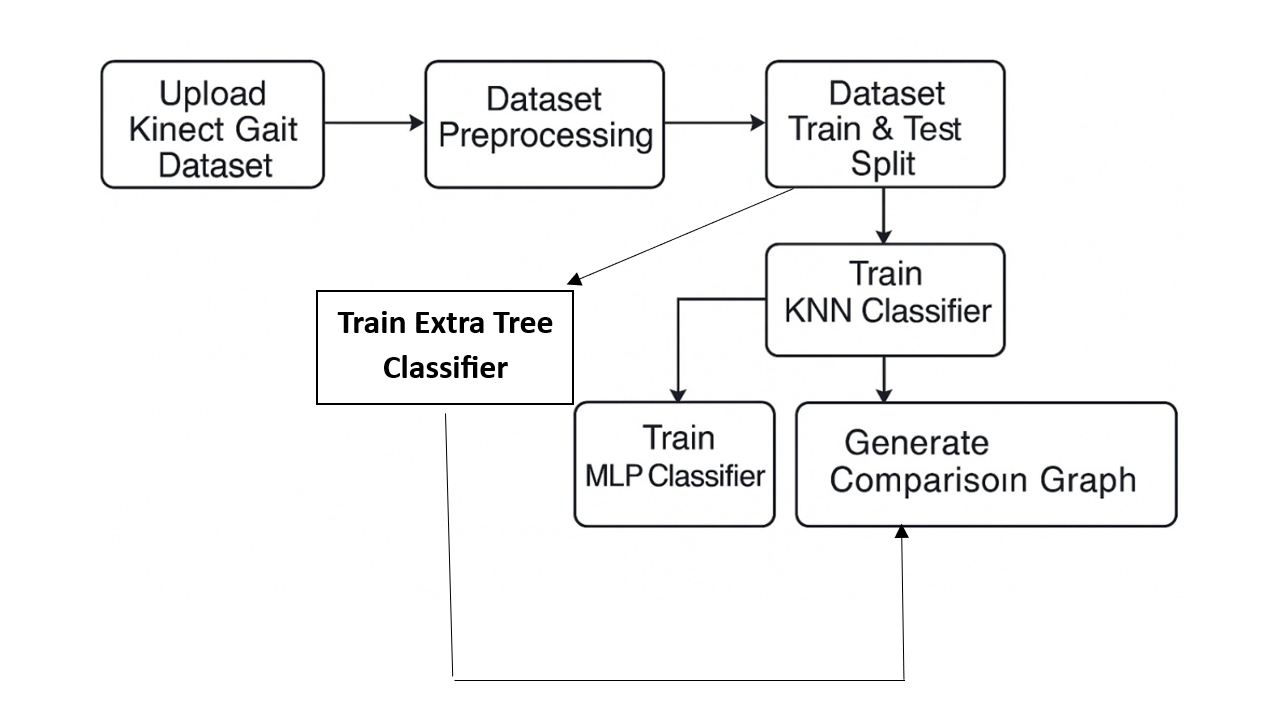 Upload
Kinect Gait
Dataset
Dataset
Preprocessing
Dataset
Train & Test
Split
Train
KNN Classifier
Train Extra Tree
Classifier
Train
MLP Classifier
Generate
Comparisoın Graph